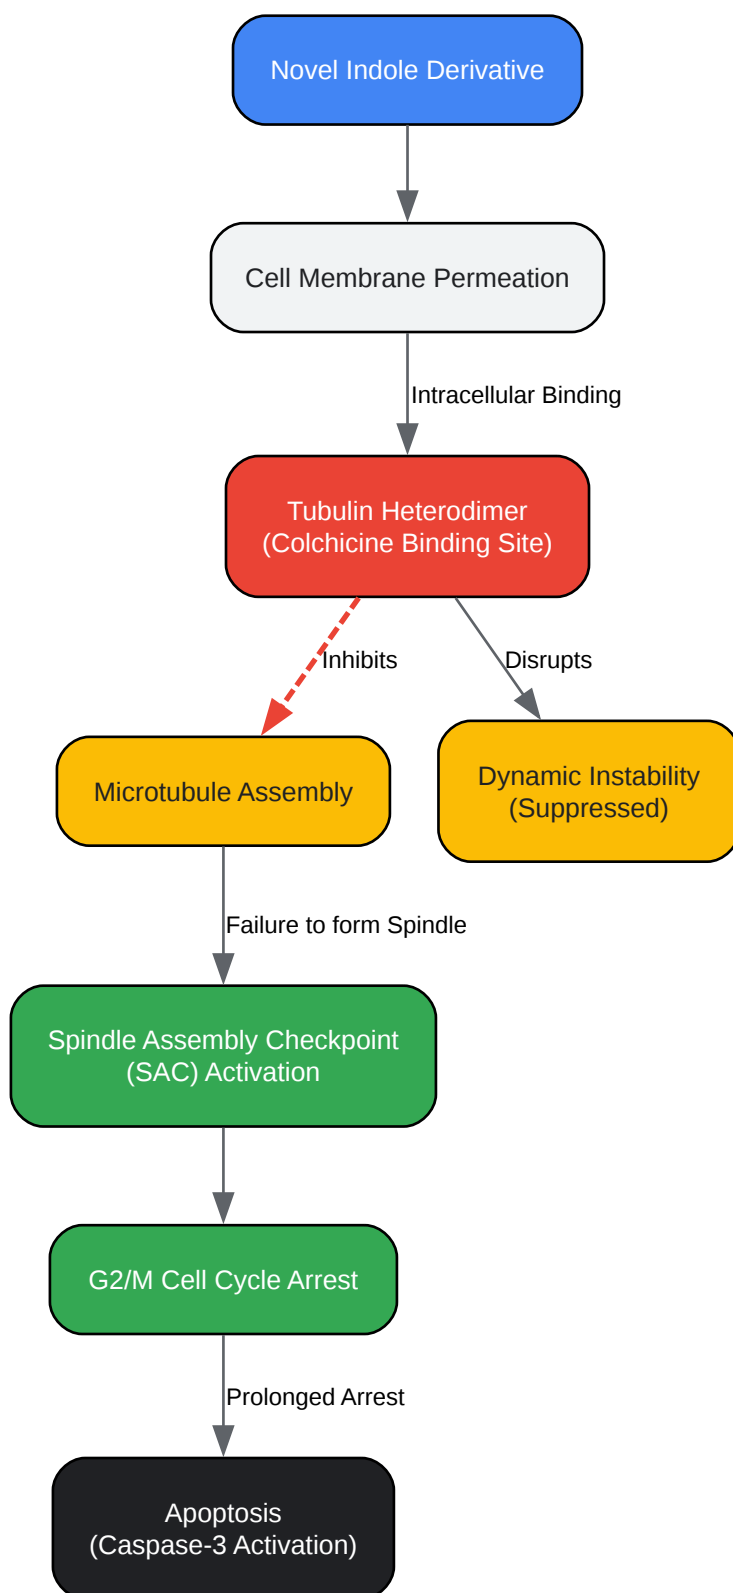 Novel Indole Derivative
Cell Membrane Permeation
Intracellular Binding
Tubulin Heterodimer
(Colchicine Binding Site)
Inhibits
Disrupts
Microtubule Assembly
Dynamic Instability
(Suppressed)
Failure to form Spindle
Spindle Assembly Checkpoint
(SAC) Activation
G2/M Cell Cycle Arrest
Prolonged Arrest
Apoptosis
(Caspase-3 Activation)